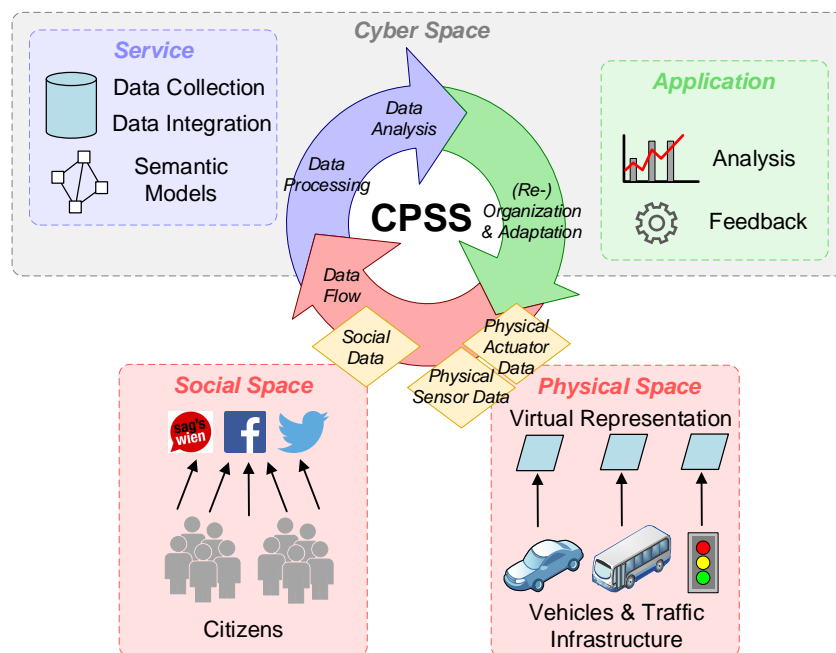 Cyber Space
Service
Data Collection
Data Integration
Semantic
Models
Data
Analysis
Data
Processing
CPSS
(Re-)
Organization
& Adaptation
Application
Analysis
Feedback
Data
Flow
Social
Data
Physical
Actuator
Data
Physical
Sensor Data
Social Space
sag's
wien
f
Citizens
Physical Space
Virtual Representation
Vehicles & Traffic
Infrastructure